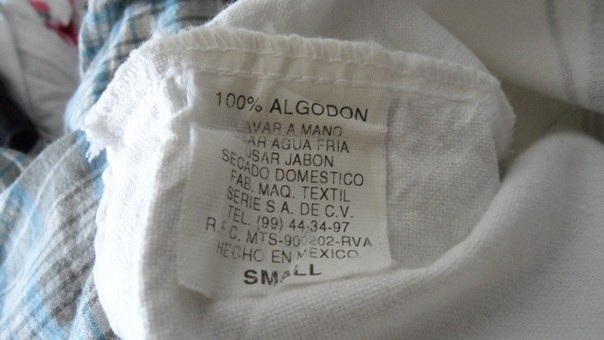 100% ALGODON
LAVAR A MANO
USAR AGUA FRIA
USAR JABON
SECADO DOMESTICO
FAB. MAQ. TEXTIL
SERIE S.A. DE C.V.
TEL. (99) 44-34-97
R.F.C. MTS-900202-RVA
HECHO EN MEXICO
SMALL